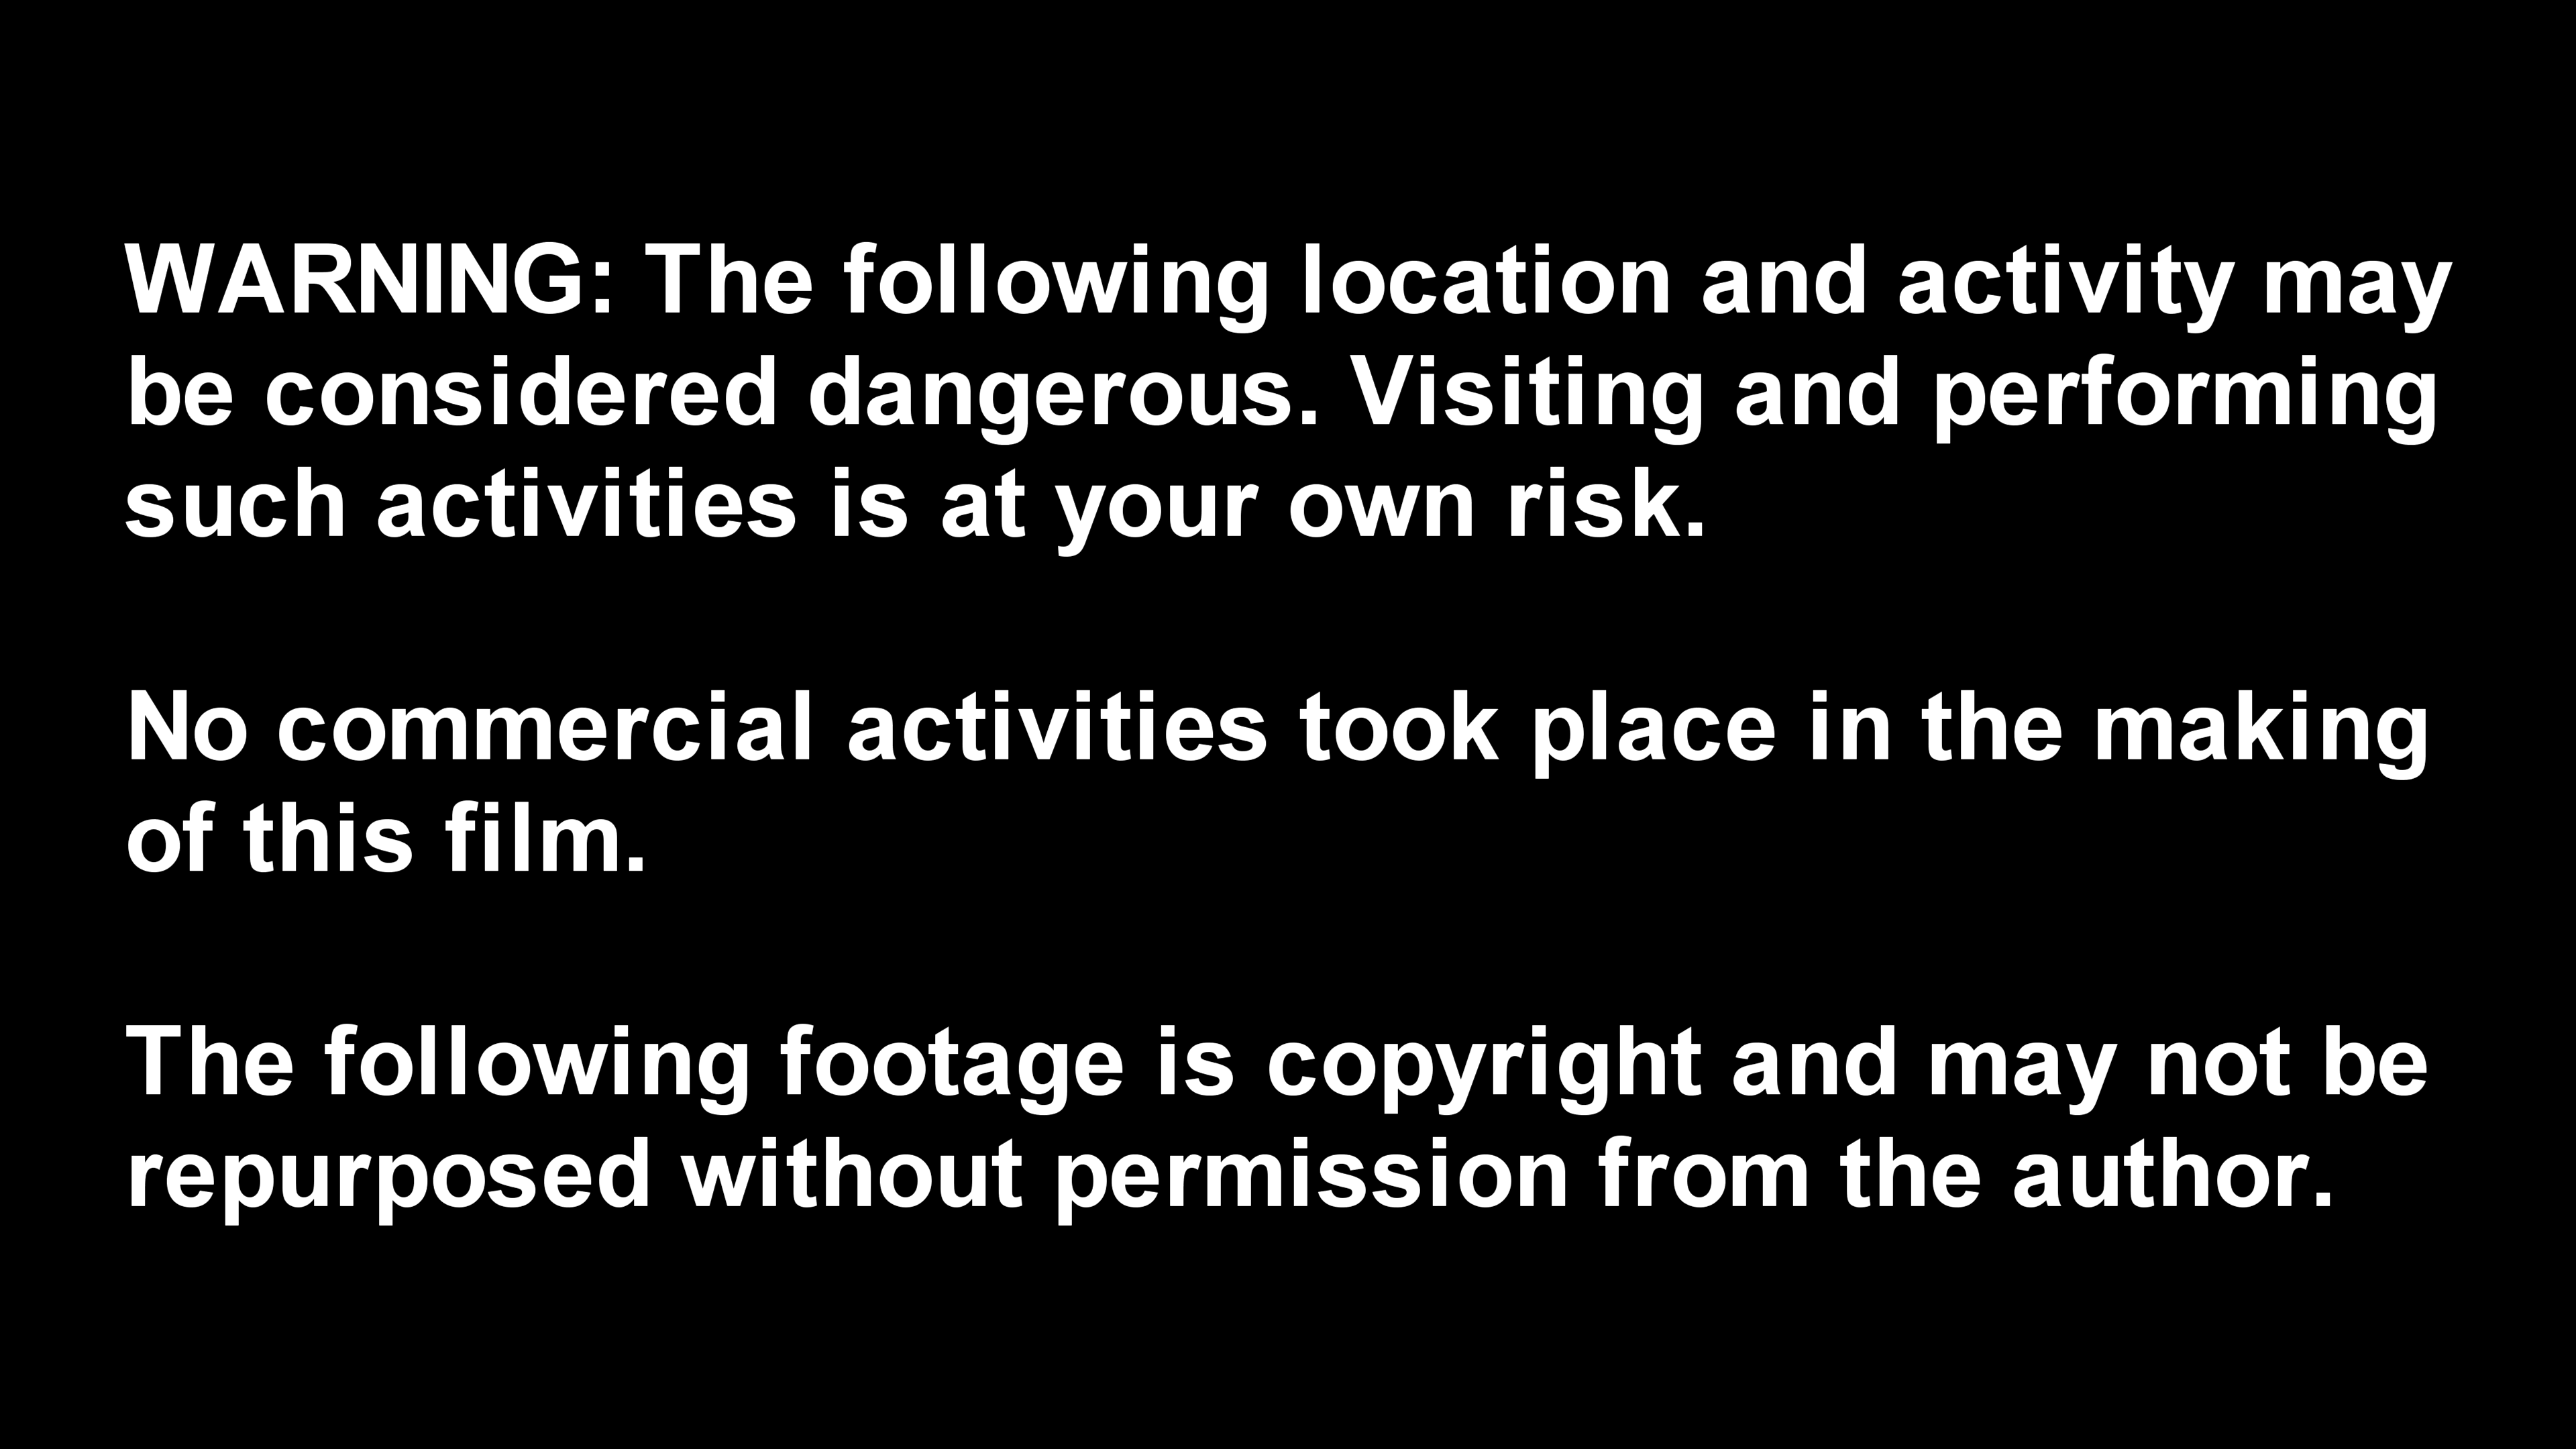 WARNING: The following location and activity may
be considered dangerous. Visiting and performing
such activities is at your own risk.
No commercial activities took place in the making
of this film.
The following footage is copyright and may not be
repurposed without permission from the author.